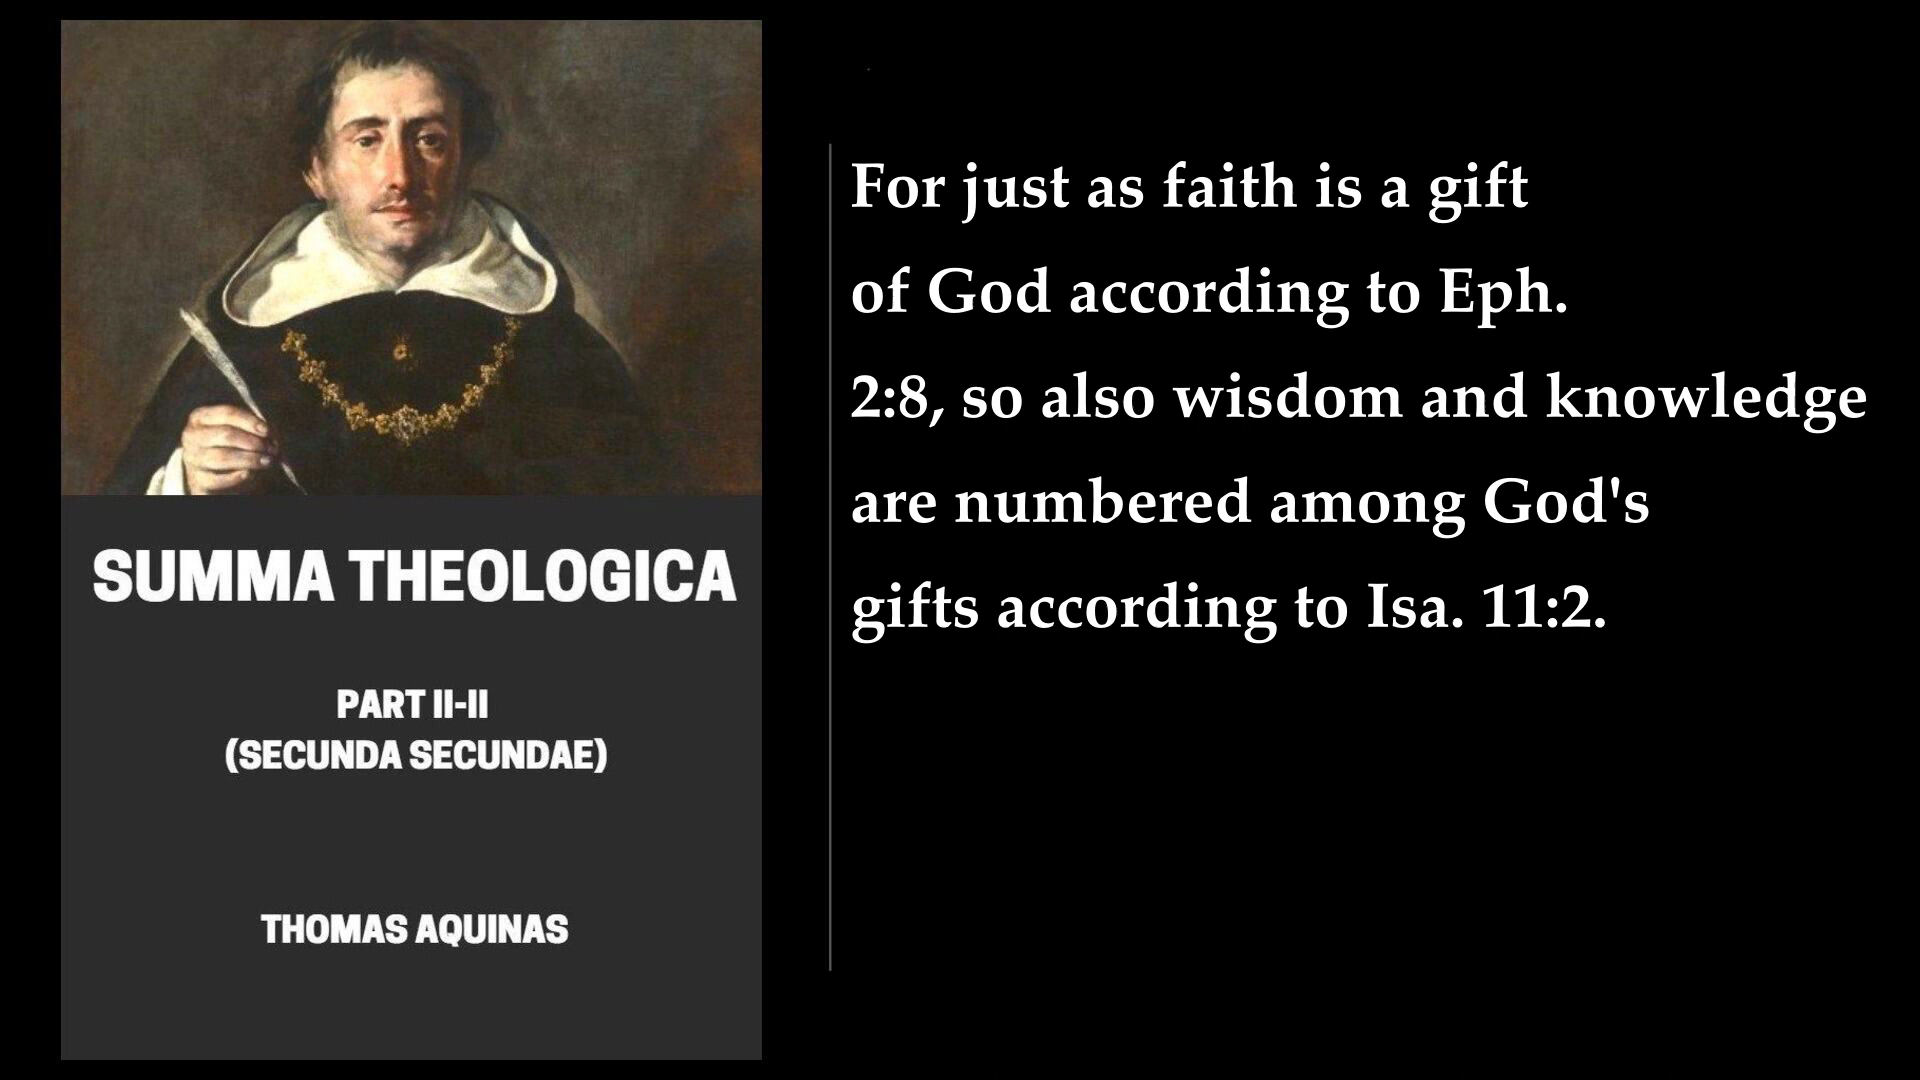 SUMMA THEOLOGICA
PART II-II
(SECUNDA SECUNDAE)
THOMAS AQUINAS
For just as faith is a gift
of God according to Eph.
2:8, so also wisdom and knowledge
are numbered among God's
gifts according to Isa. 11:2.